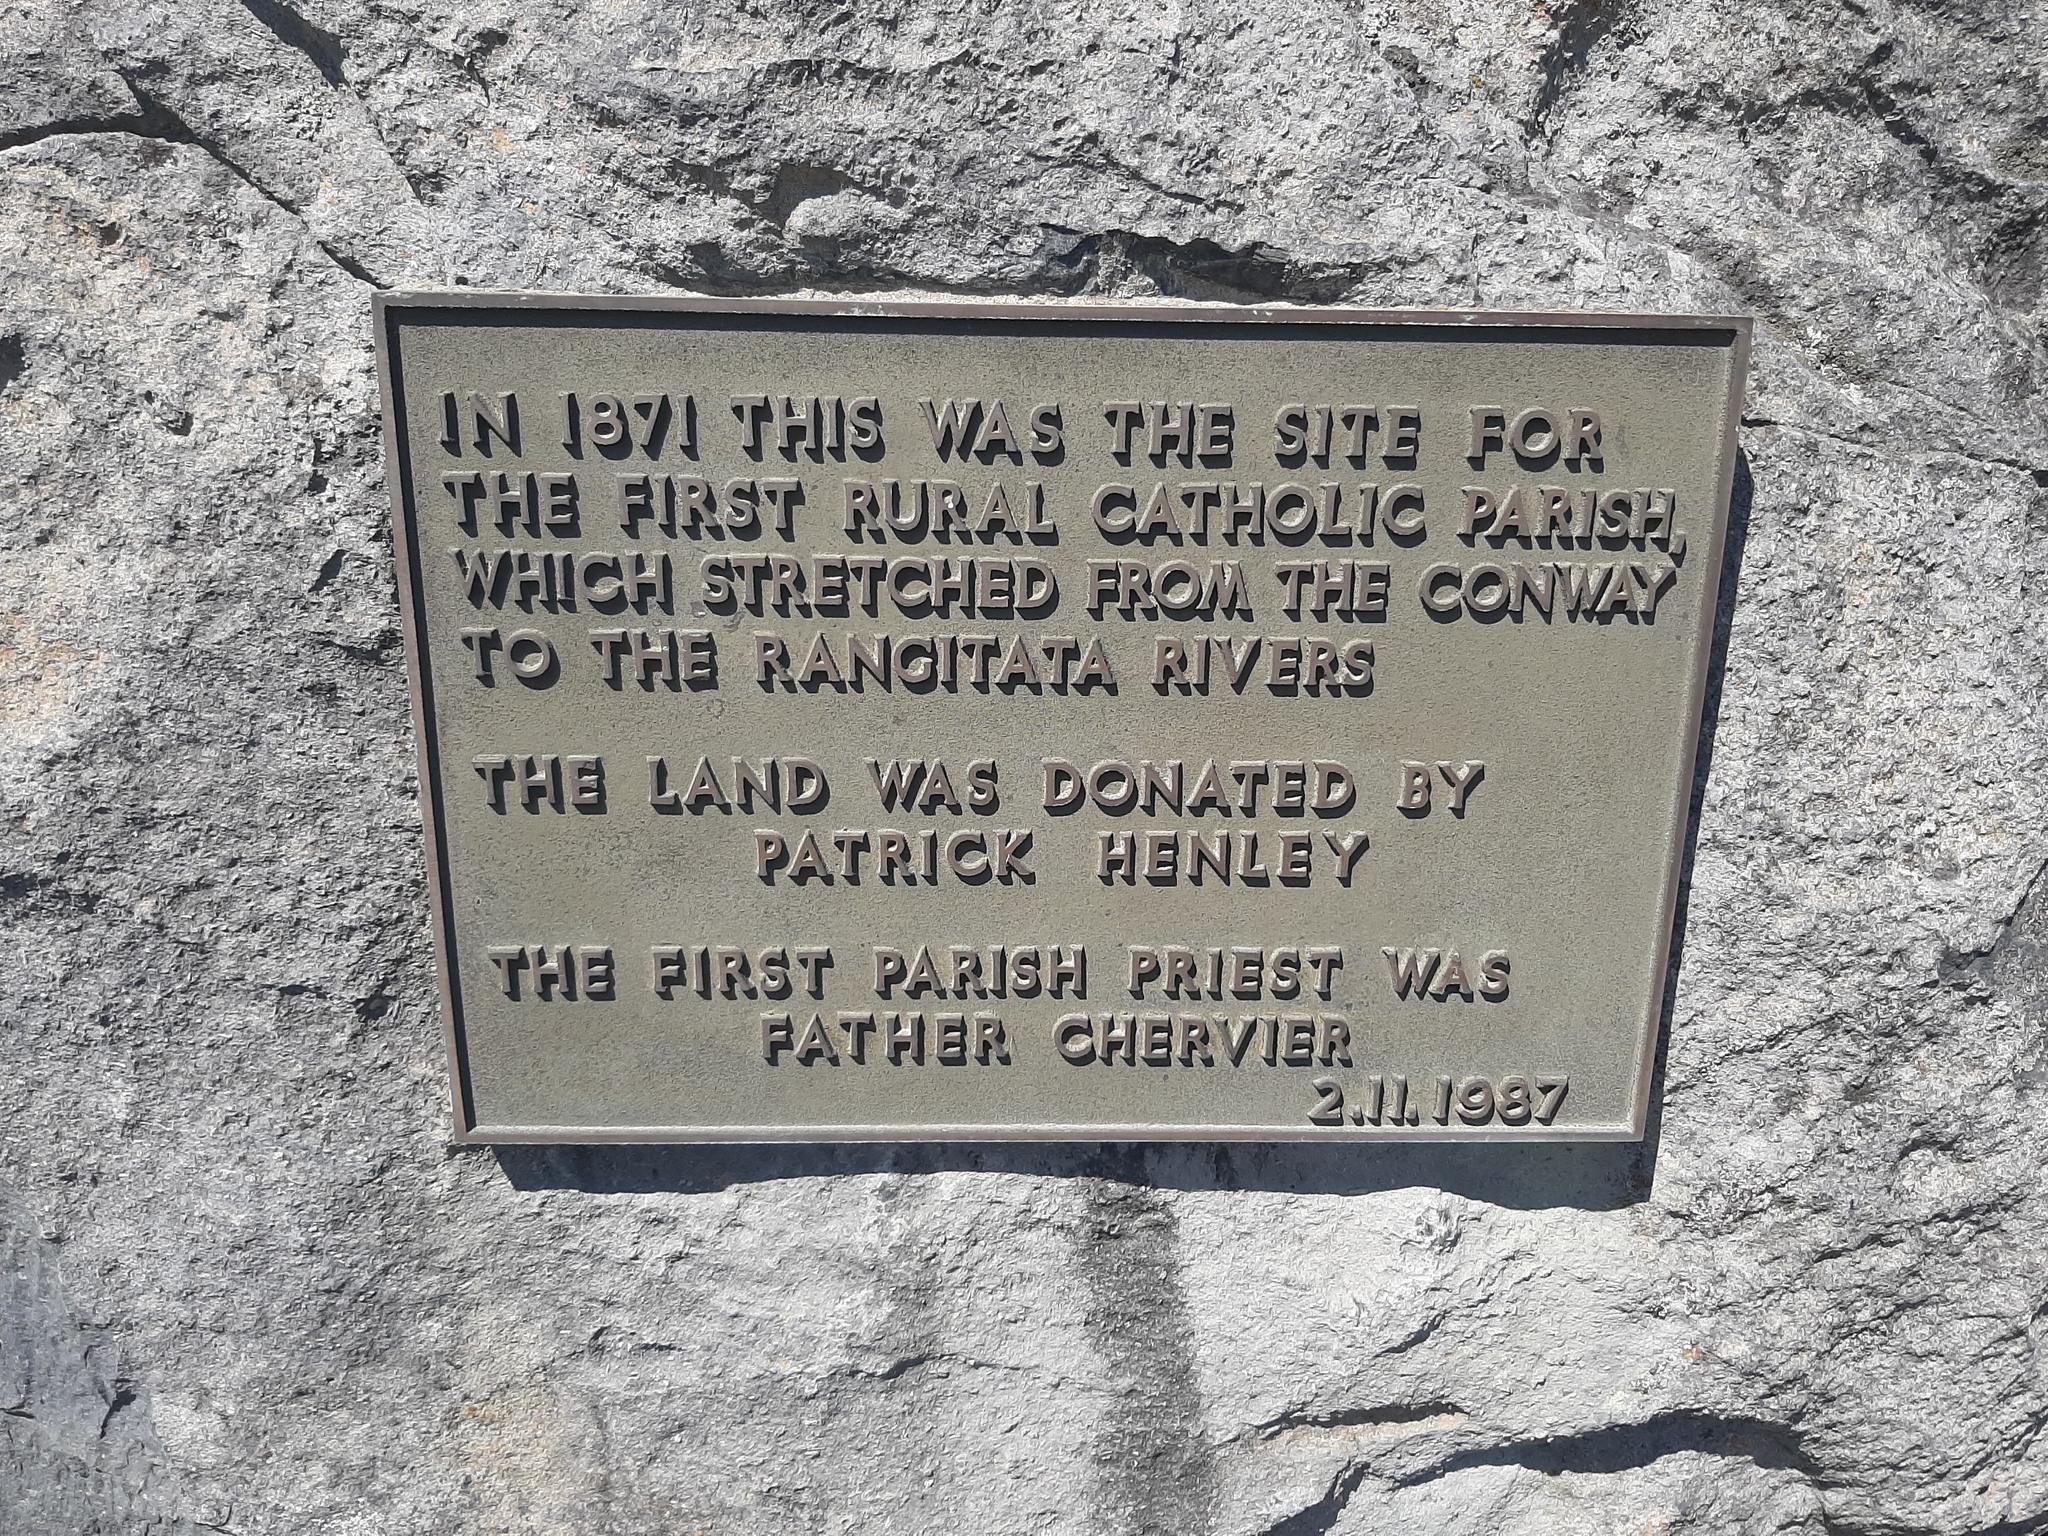 IN 1871 THIS WAS THE SITE FOR
THE FIRST RURAL CATHOLIC PARISH,
WHICH STRETCHED FROM THE CONWAY
TO THE RANGITATA RIVERS
THE LAND WAS DONATED BY
PATRICK HENLEY
THE FIRST PARISH PRIEST WAS
FATHER CHERVIER
2.11.1987